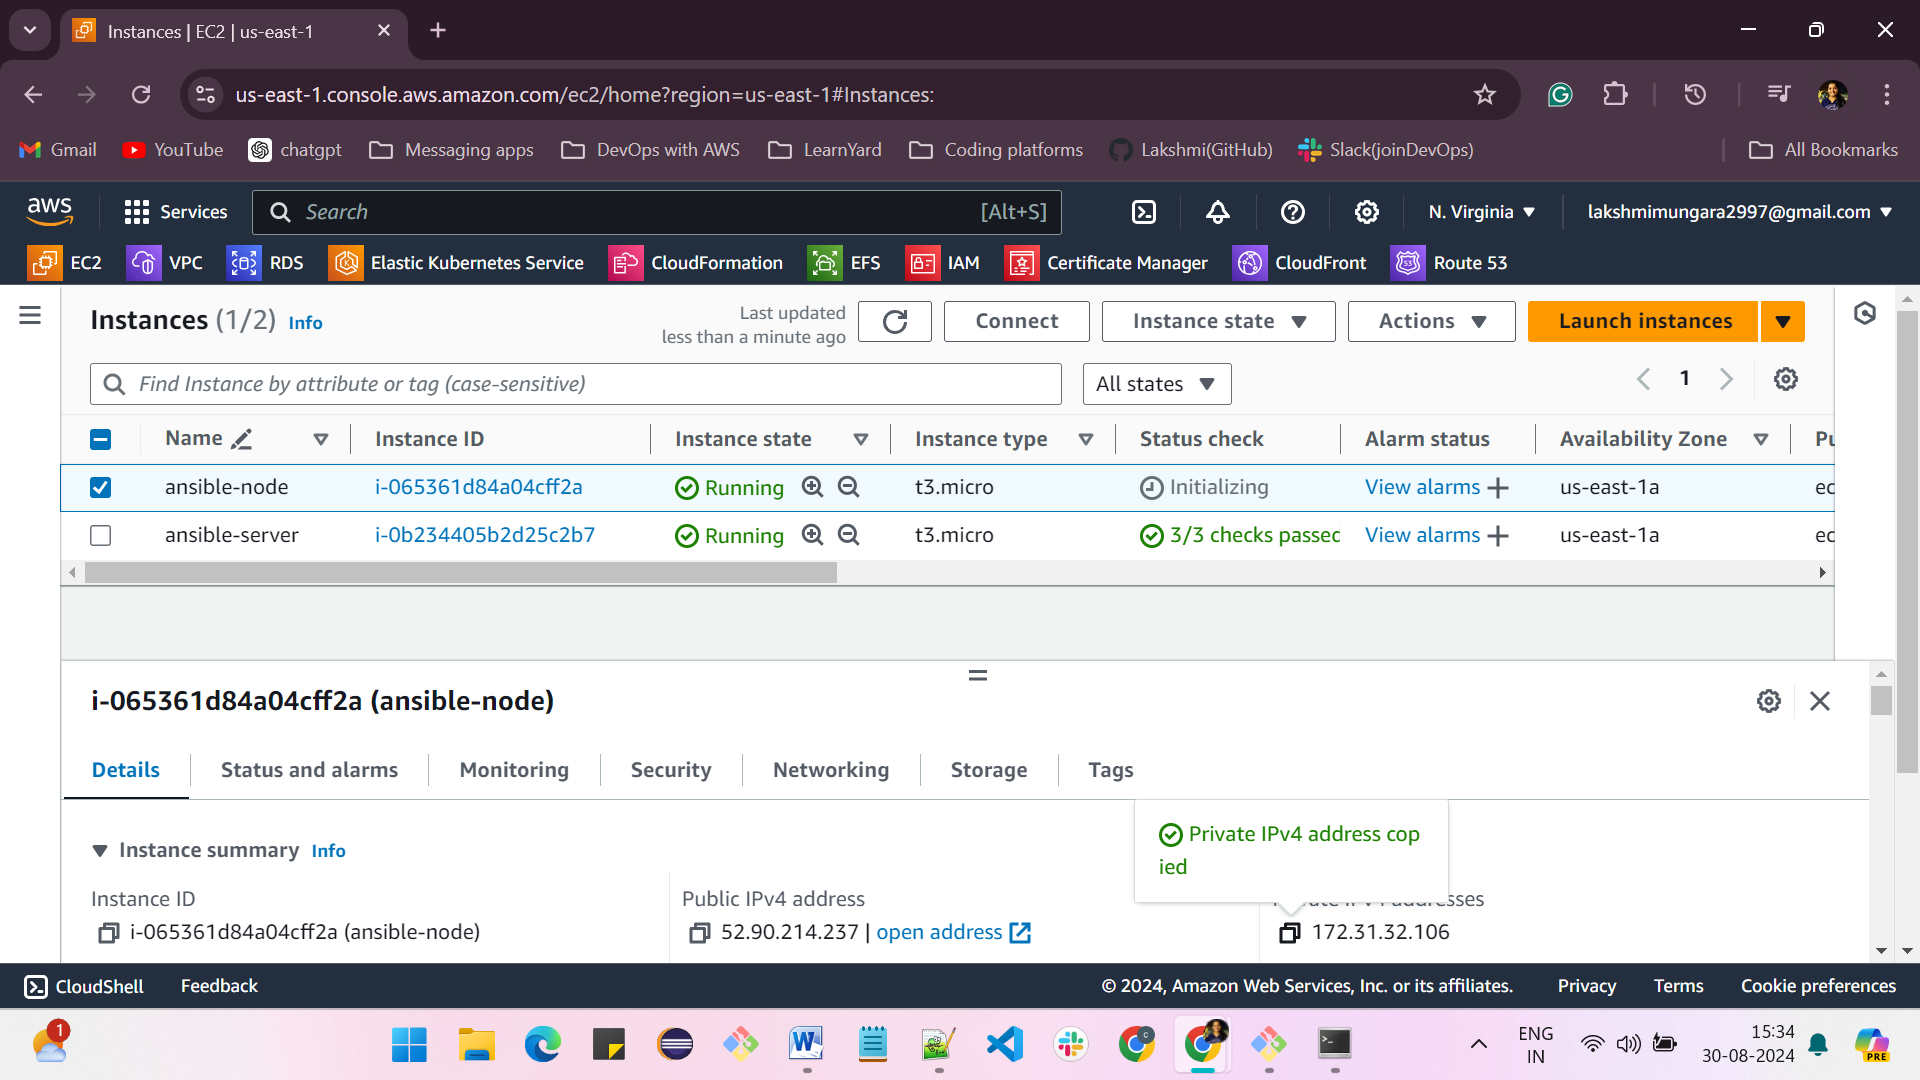 Instances | EC2 | us-east-1
us-east-1.console.aws.amazon.com/ec2/home?region=us-east-1#Instances:
Gmail YouTube chatgpt Messaging apps DevOps with AWS LearnYard Coding platforms Lakshmi(GitHub) Slack(joinDevOps) All Bookmarks
aws Services Search [Alt+S] N. Virginia lakshmimungara2997@gmail.com
EC2 VPC RDS Elastic Kubernetes Service CloudFormation EFS IAM Certificate Manager CloudFront Route 53
Instances (1/2) Info
Last updated
less than a minute ago
Connect Instance state Actions Launch instances
Find Instance by attribute or tag (case-sensitive) All states 1
Name Instance ID Instance state Instance type Status check Alarm status Availability Zone Pu
ansible-node i-065361d84a04cff2a Running t3.micro Initializing View alarms us-east-1a ec
ansible-server i-0b234405b2d25c2b7 Running t3.micro 3/3 checks passed View alarms us-east-1a ec
i-065361d84a04cff2a (ansible-node)
Details Status and alarms Monitoring Security Networking Storage Tags
Private IPv4 address cop
ied
Instance summary Info
Instance ID Public IPv4 address
i-065361d84a04cff2a (ansible-node) 52.90.214.237 | open address 172.31.32.106
CloudShell Feedback © 2024, Amazon Web Services, Inc. or its affiliates. Privacy Terms Cookie preferences
1
ENG
IN
15:34
30-08-2024
PRE